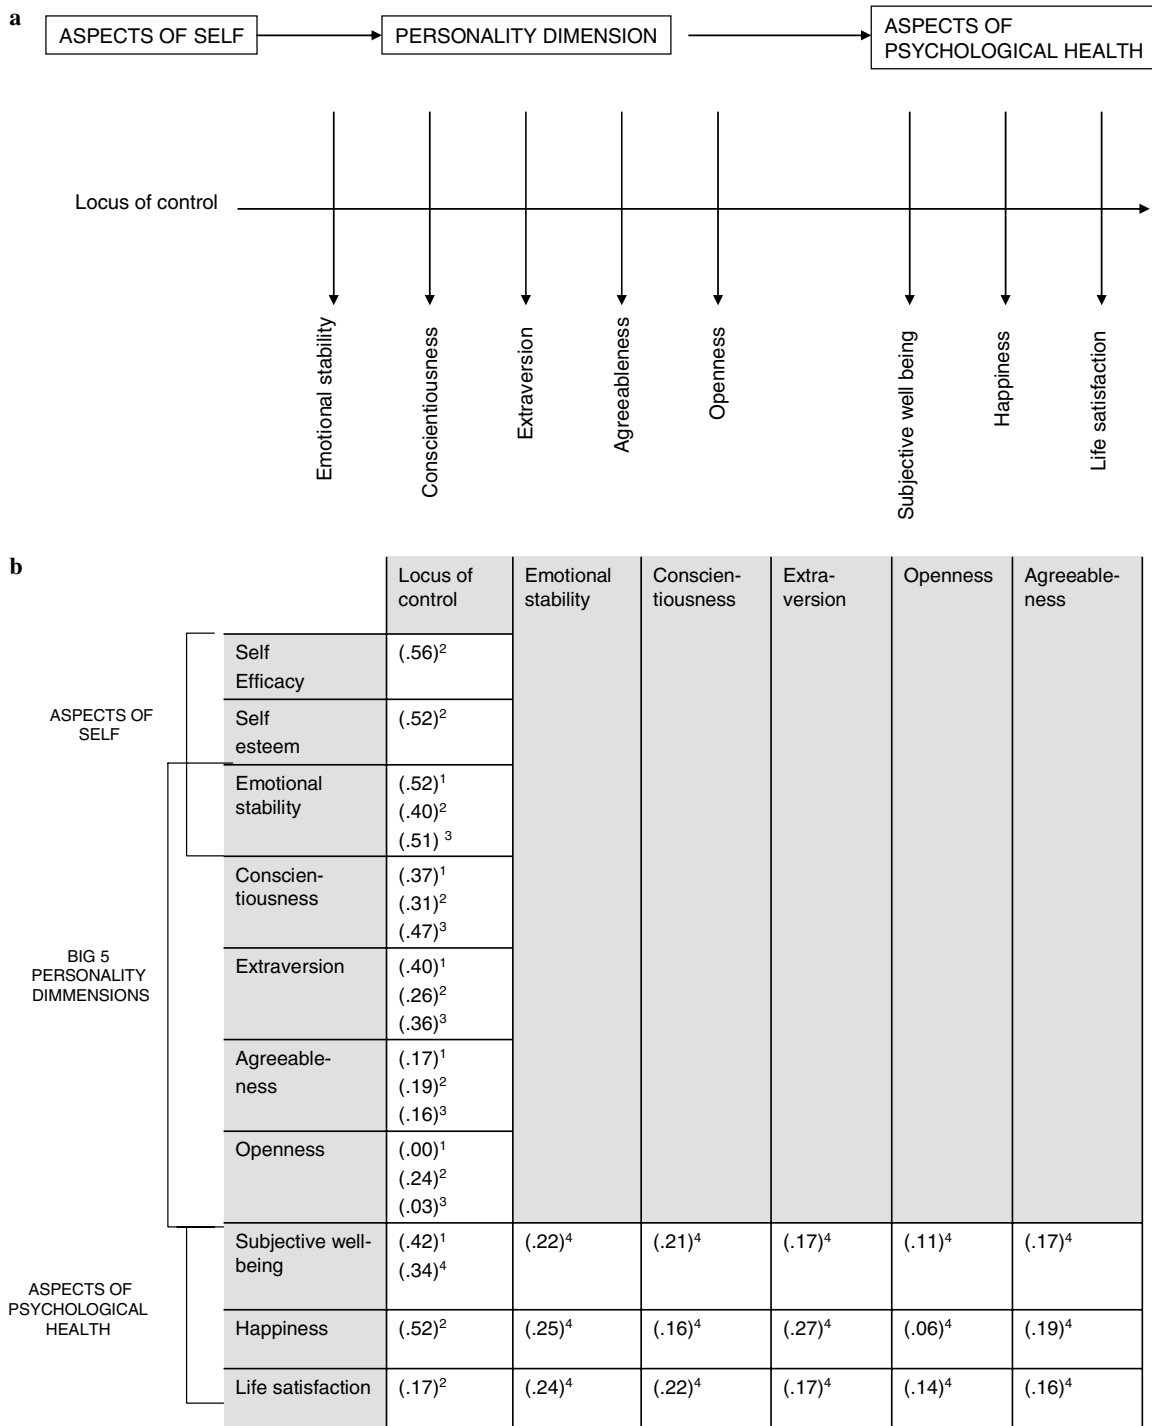 a
ASPECTS OF SELF
PERSONALITY DIMENSION
ASPECTS OF
PSYCHOLOGICAL HEALTH
Locus of control
Emotional stability
Conscientiousness
Extraversion
Agreeableness
Openness
Subjective well being
Happiness
Life satisfaction
b
Locus of
control
Emotional
stability
Conscien-
tiousness
Extra-
version
Openness
Agreeable-
ness
ASPECTS OF
SELF
Self
Efficacy
(.56)²
Self
esteem
(.52)²
Emotional
stability
(.52)¹
(.40)²
(.51) ³
BIG 5
PERSONALITY
DIMMENSIONS
Conscien-
tiousness
(.37)¹
(.31)²
(.47)³
Extraversion
(.40)¹
(.26)²
(.36)³
Agreeable-
ness
(.17)¹
(.19)²
(.16)³
Openness
(.00)¹
(.24)²
(.03)³
ASPECTS OF
PSYCHOLOGICAL
HEALTH
Subjective well-
being
(.42)¹
(.34)⁴
(.22)⁴
(.21)⁴
(.17)⁴
(.11)⁴
(.17)⁴
Happiness
(.52)²
(.25)⁴
(.16)⁴
(.27)⁴
(.06)⁴
(.19)⁴
Life satisfaction
(.17)²
(.24)⁴
(.22)⁴
(.17)⁴
(.14)⁴
(.16)⁴